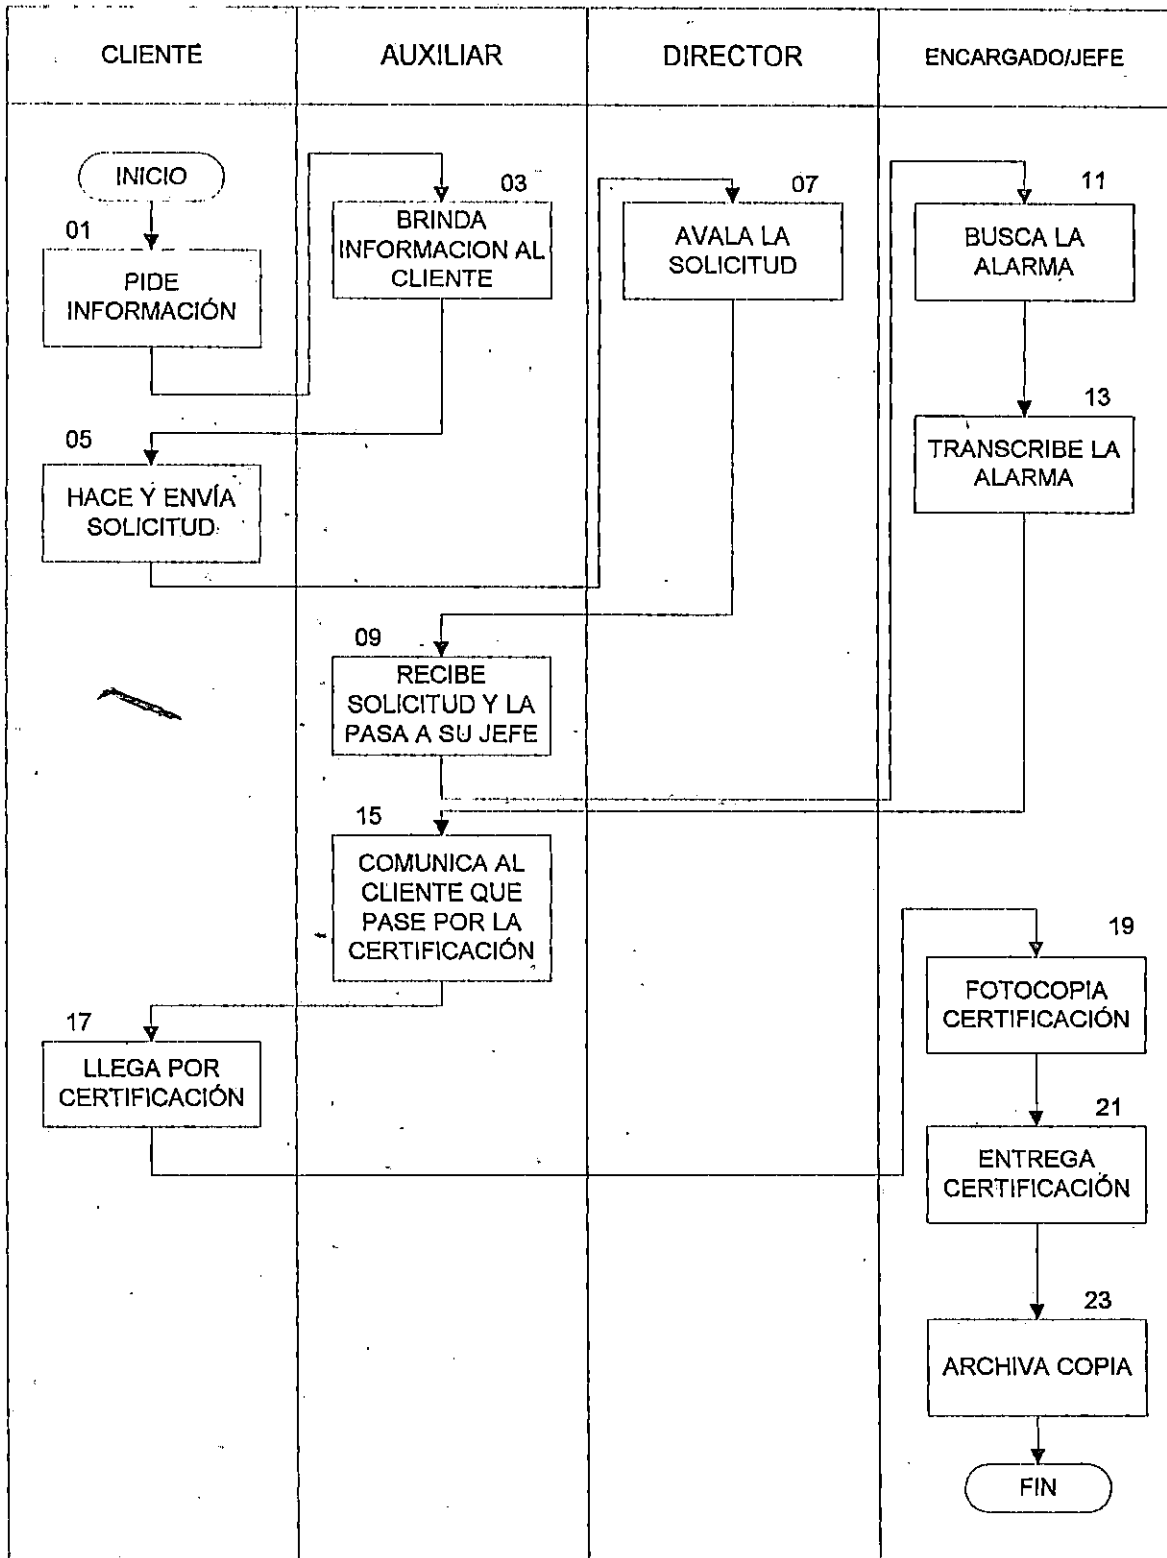 CLIENTE
AUXILIAR
DIRECTOR
ENCARGADO/JEFE
INICIO
01
PIDE
INFORMACIÓN
03
BRINDA
INFORMACION AL
CLIENTE
05
HACE Y ENVÍA
SOLICITUD
07
AVALA LA
SOLICITUD
09
RECIBE
SOLICITUD Y LA
PASA A SU JEFE
11
BUSCA LA
ALARMA
13
TRANSCRIBE LA
ALARMA
15
COMUNICA AL
CLIENTE QUE
PASE POR LA
CERTIFICACIÓN
17
LLEGA POR
CERTIFICACIÓN
19
FOTOCOPIA
CERTIFICACIÓN
21
ENTREGA
CERTIFICACIÓN
23
ARCHIVA COPIA
FIN